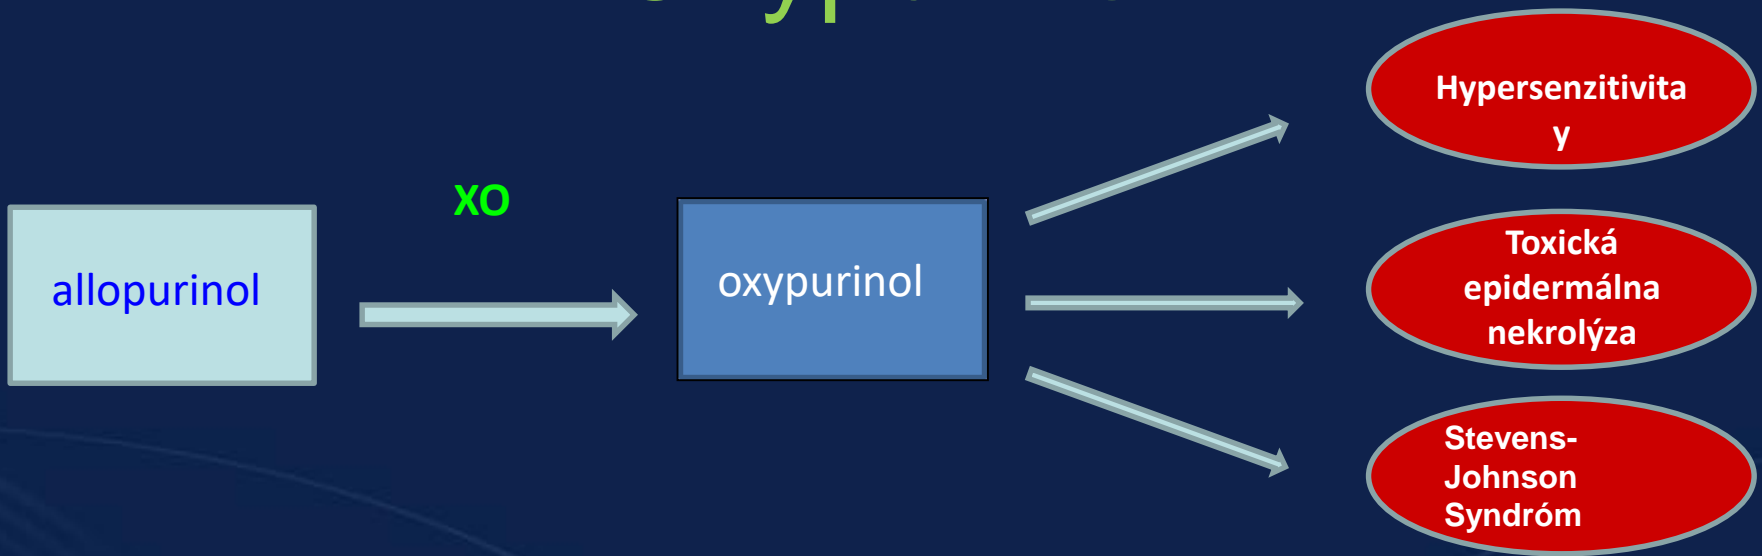 XO
allopurinol
oxypurinol
Hypersenzitivita
y
Toxická
epidermálna
nekrolýza
Stevens-
Johnson
Syndróm